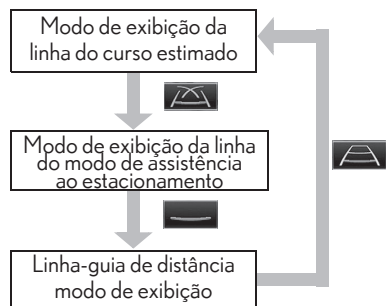 Modo de exibição da
linha do curso estimado
Modo de exibição da linha
do modo de assistência
ao estacionamento
Linha-guia de distância
modo de exibição